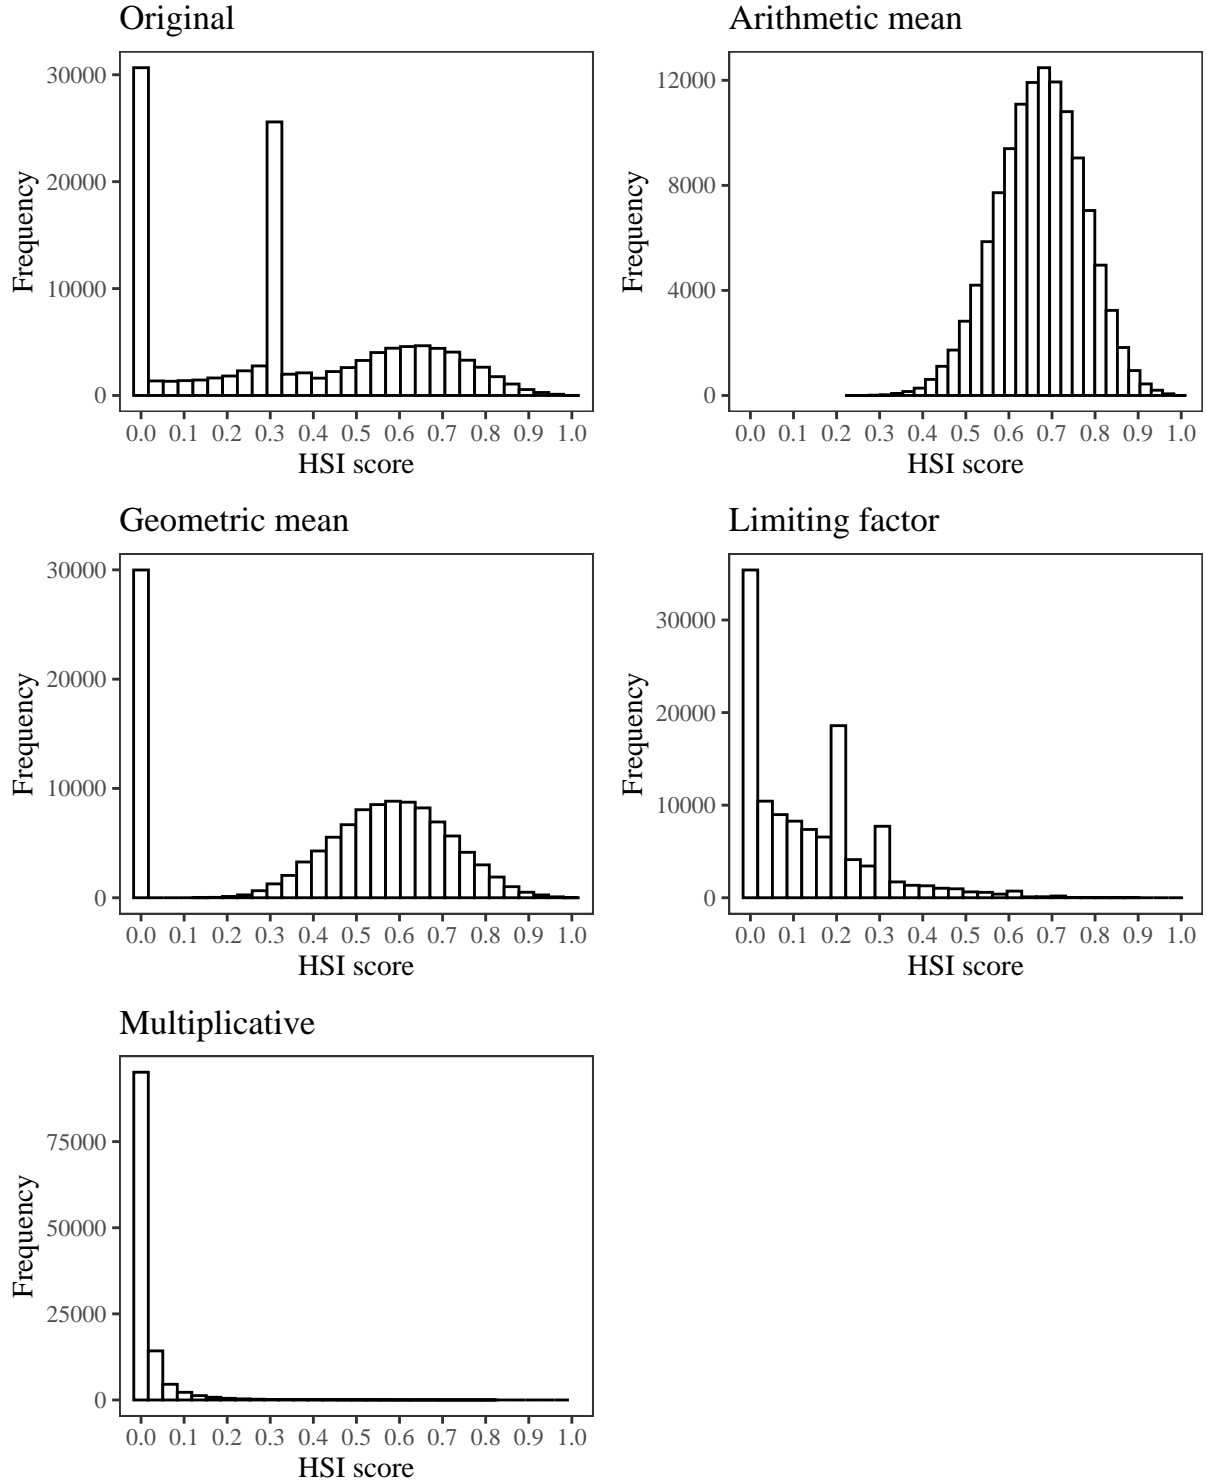 Original
Frequency
30000
20000
10000
0
0.0 0.1 0.2 0.3 0.4 0.5 0.6 0.7 0.8 0.9 1.0
HSI score
Arithmetic mean
Frequency
12000
8000
4000
0
0.0 0.1 0.2 0.3 0.4 0.5 0.6 0.7 0.8 0.9 1.0
HSI score
Geometric mean
Frequency
30000
20000
10000
0
0.0 0.1 0.2 0.3 0.4 0.5 0.6 0.7 0.8 0.9 1.0
HSI score
Limiting factor
Frequency
30000
20000
10000
0
0.0 0.1 0.2 0.3 0.4 0.5 0.6 0.7 0.8 0.9 1.0
HSI score
Multiplicative
Frequency
75000
50000
25000
0
0.0 0.1 0.2 0.3 0.4 0.5 0.6 0.7 0.8 0.9 1.0
HSI score